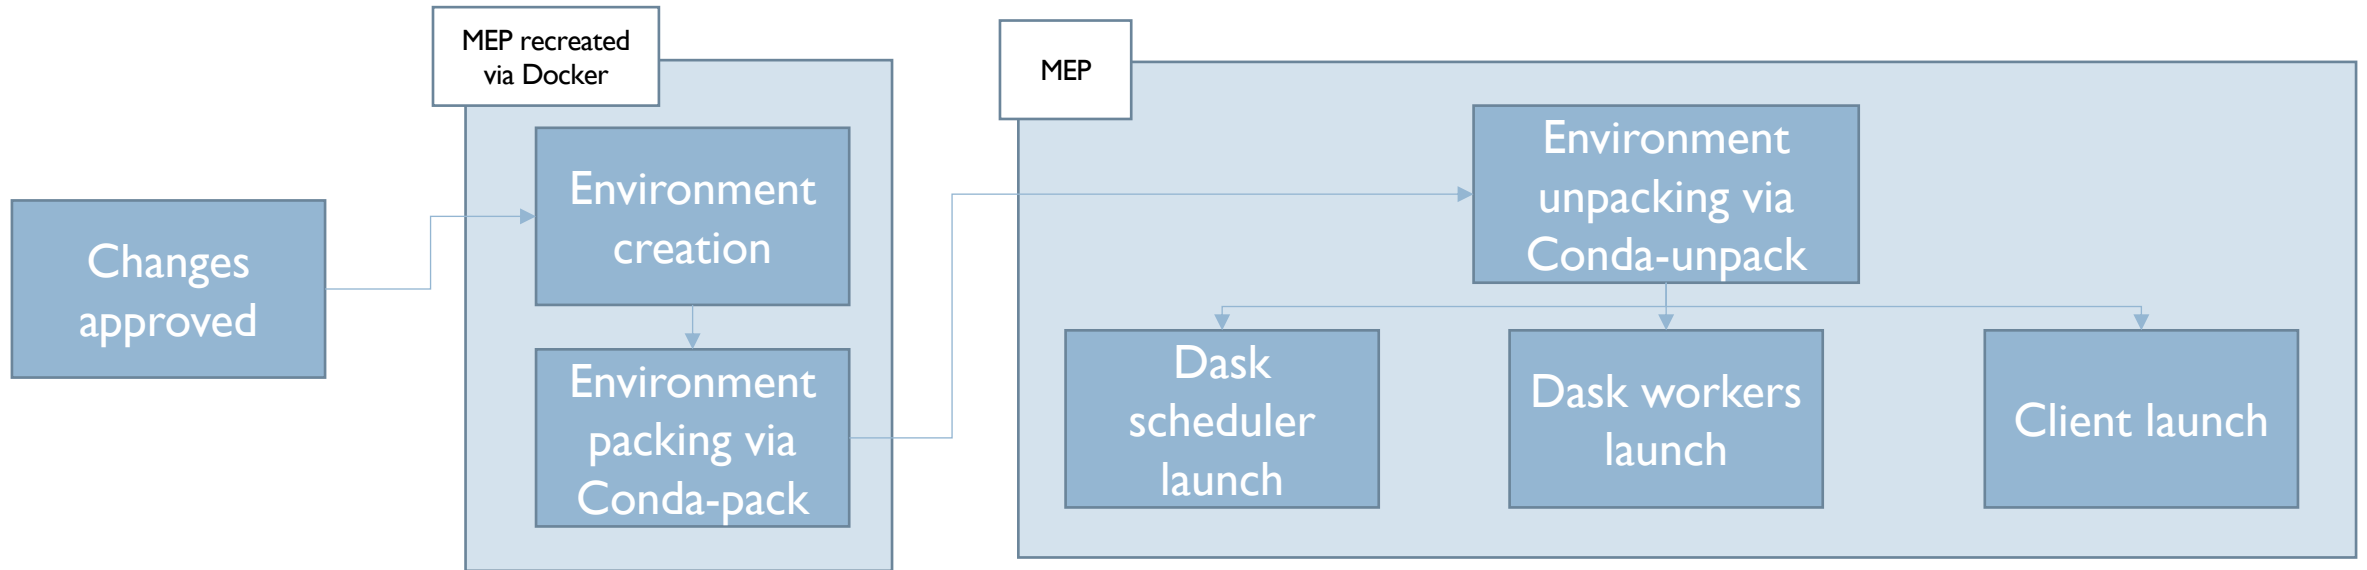 MEP recreated
via Docker
MEP
Changes
approved
Environment
creation
Environment
packing via
Conda-pack
Environment
unpacking via
Conda-unpack
Dask
scheduler
launch
Dask workers
launch
Client launch